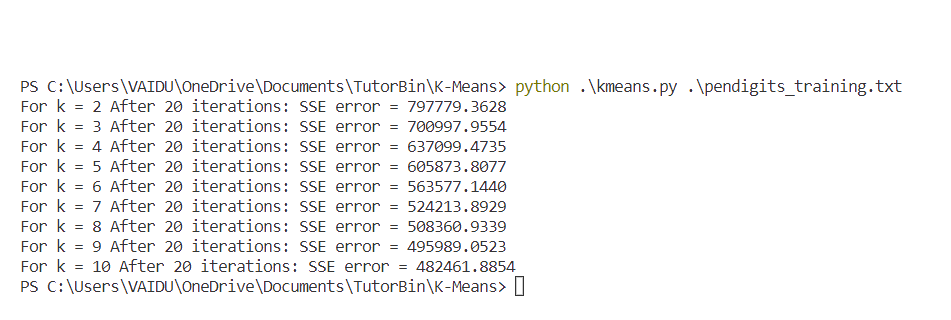 PS C:\Users\VAIDU\OneDrive\Documents\TutorBin\K-Means> python .\kmeans.py .\pendigits_training.txt
For k = 2 After 20 iterations: SSE error = 797779.3628
For k = 3 After 20 iterations: SSE error = 700997.9554
For k = 4 After 20 iterations: SSE error = 637099.4735
For k = 5 After 20 iterations: SSE error = 605873.8077
For k = 6 After 20 iterations: SSE error = 563577.1440
For k = 7 After 20 iterations: SSE error = 524213.8929
For k = 8 After 20 iterations: SSE error = 508360.9339
For k = 9 After 20 iterations: SSE error = 495989.0523
For k = 10 After 20 iterations: SSE error = 482461.8854
PS C:\Users\VAIDU\OneDrive\Documents\TutorBin\K-Means>